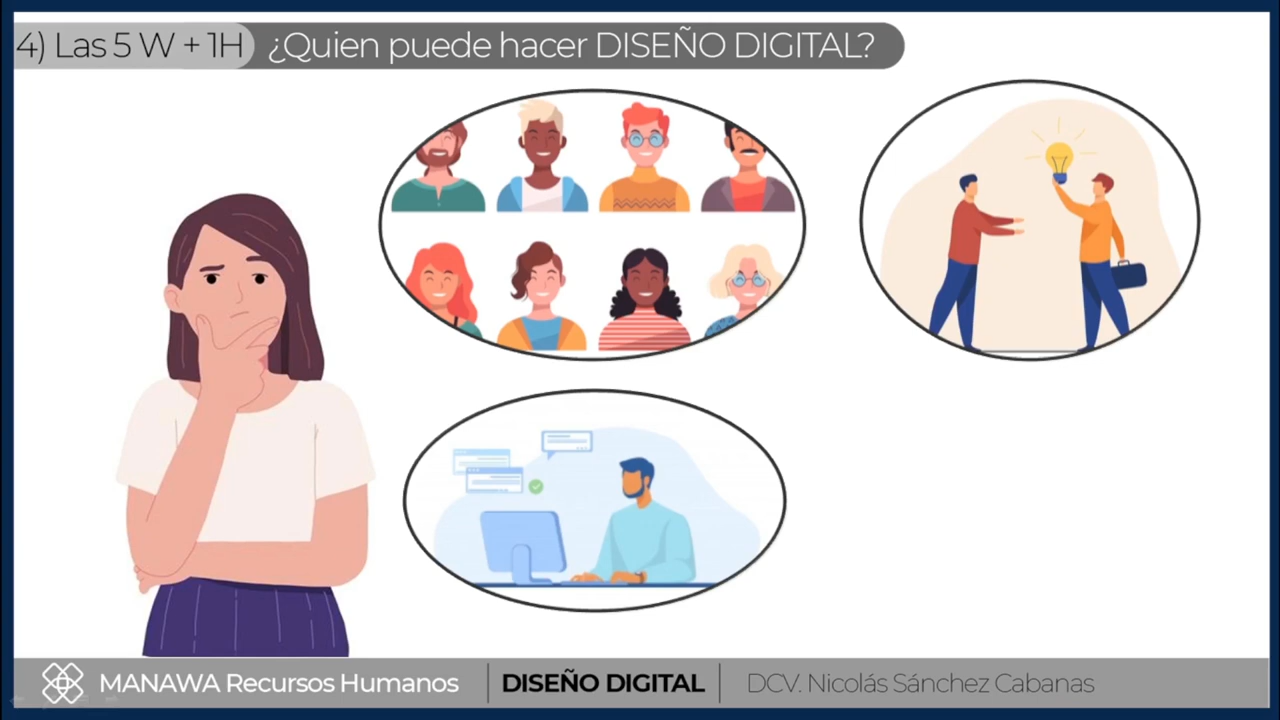 4) Las 5 W + 1H ¿Quien puede hacer DISEÑO DIGITAL?
MANAWA Recursos Humanos DISEÑO DIGITAL DCV. Nicolás Sánchez Cabanas